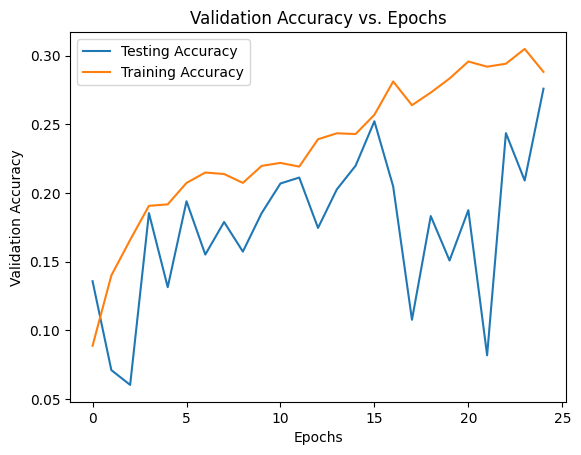 Validation Accuracy vs. Epochs
Testing Accuracy
Training Accuracy
Validation Accuracy
0.30
0.25
0.20
0.15
0.10
0.05
0
5
10
15
20
25
Epochs